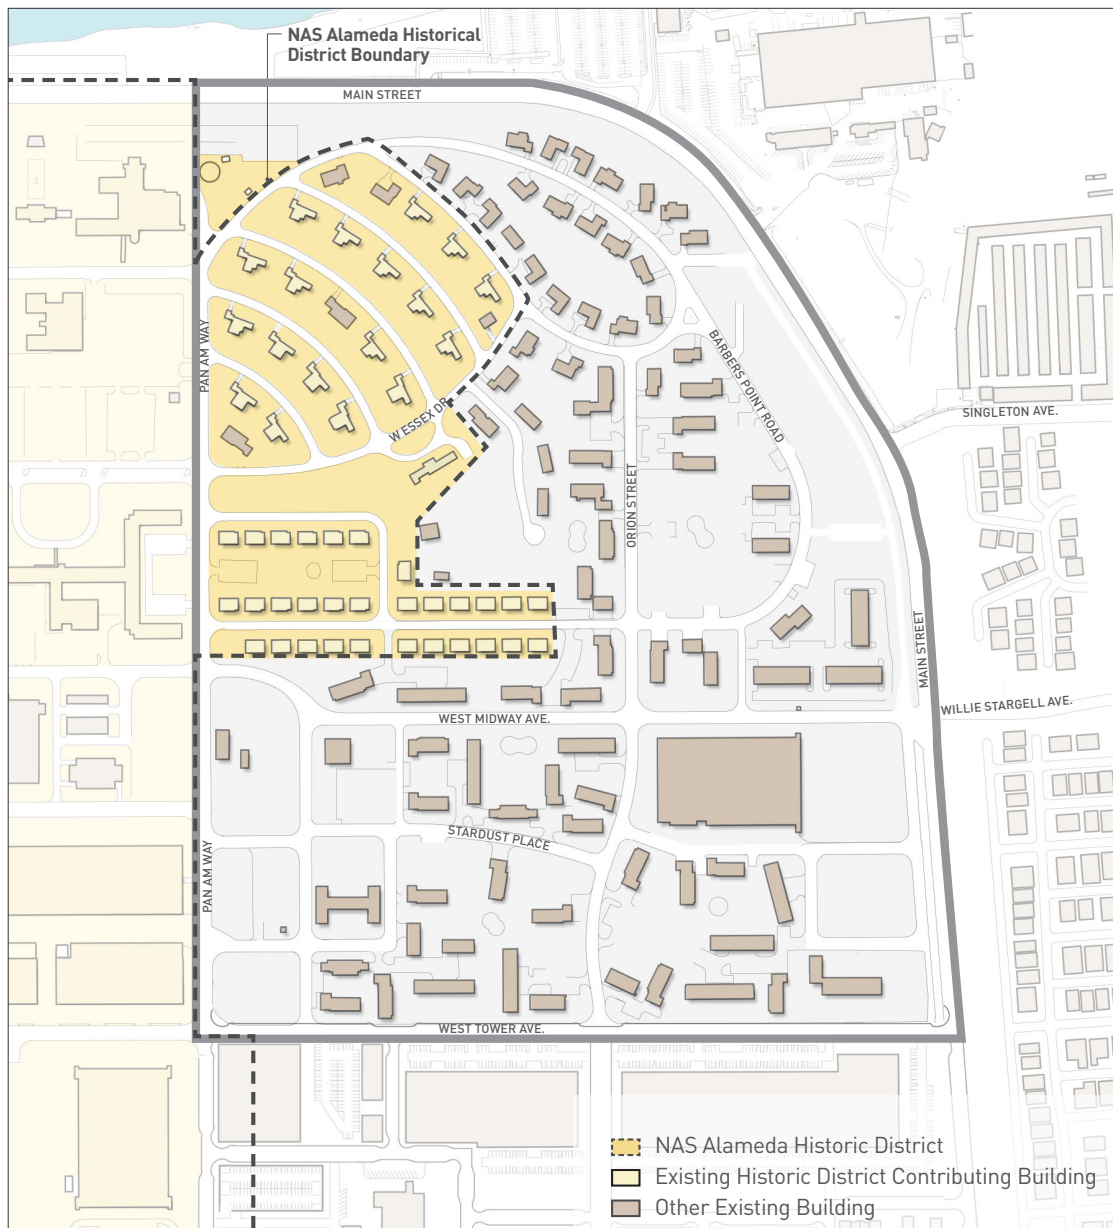 NAS Alameda Historical
District Boundary
MAIN STREET
PAN AM WAY
BARBERS POINT ROAD
SINGLETON AVE.
WESSEX DR
ORION STREET
MAIN STREET
WILLIE STARGELL AVE.
WEST MIDWAY AVE.
STARDUST PLACE
PAN AM WAY
WEST TOWER AVE.
NAS Alameda Historic District
Existing Historic District Contributing Building
Other Existing Building